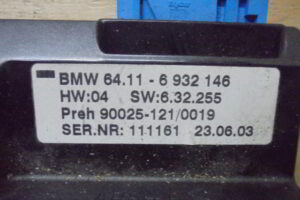 BMW 64.11 - 6 932 146
HW:04 SW:6.32.255
Preh 90025-121/0019
SER.NR: 111161 23.06.03